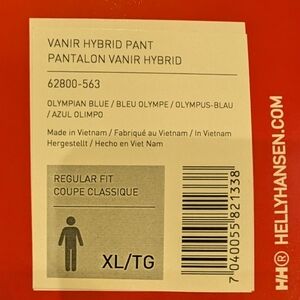 VANIR HYBRID PANT
PANTALON VANIR HYBRID
62800-563
OLYMPIAN BLUE / BLEU OLYMPE / OLYMPUS-BLAU
/ AZUL OLIMPO
Made in Vietnam / Fabriqué au Vietnam / In Vietnam
Hergestellt / Hecho en Viet Nam
REGULAR FIT
COUPE CLASSIQUE
XL/TG
7 040055 821338
HH® HELLYHANSEN.COM